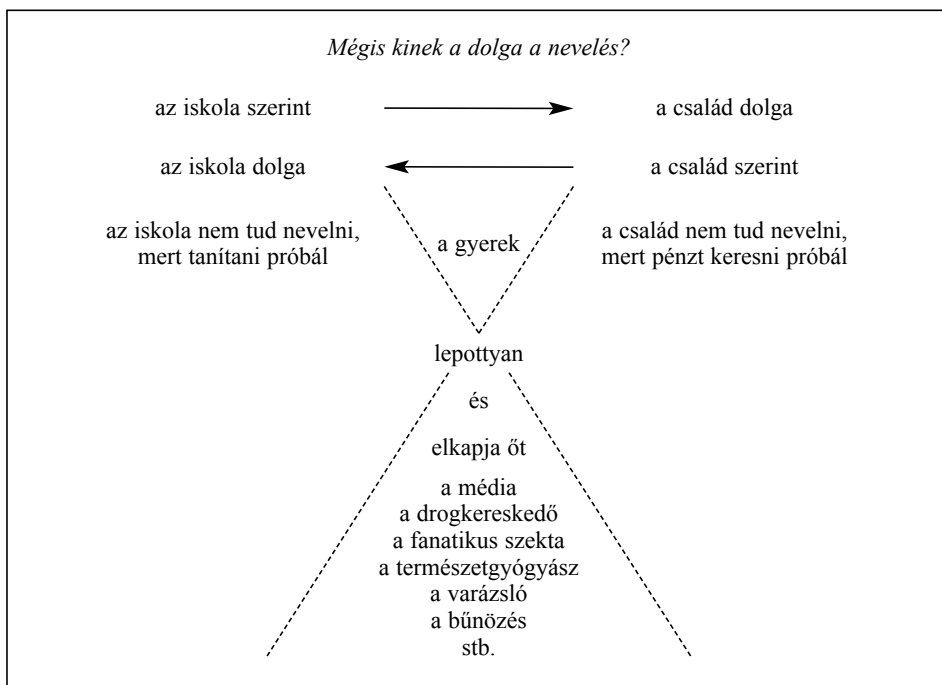 Mégis kinek a dolga a nevelés?
az iskola szerint
a család dolga
az iskola dolga
a család szerint
az iskola nem tud nevelni,
mert tanítani próbál
a gyerek
a család nem tud nevelni,
mert pénzt keresni próbál
lepottyan
és
elkapja őt
a média
a drogkereskedő
a fanatikus szekta
a természetgyógyász
a varázsló
a bűnözés
stb.